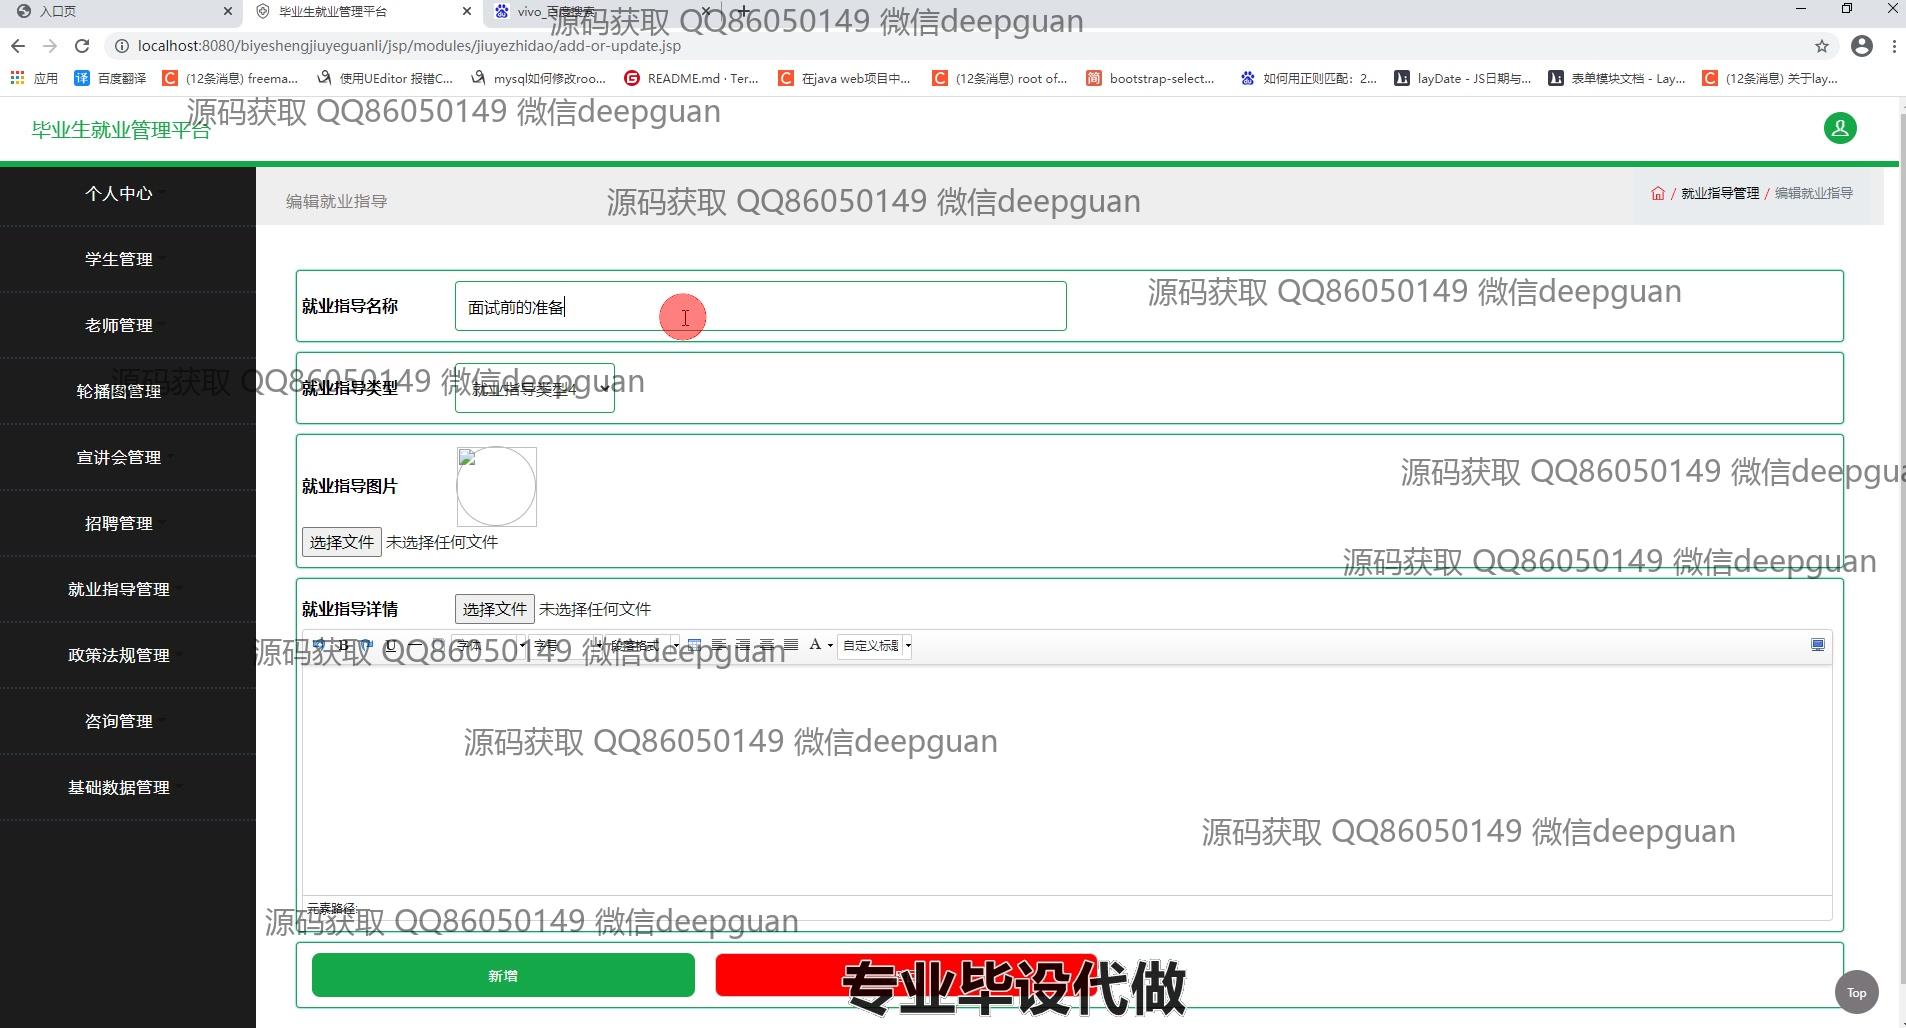 入口页
毕业生就业管理平台
vivo_百度搜索
源码获取 QQ86050149 微信deepguan
localhost:8080/biyeshengjiuyeguanli/jsp/modules/jiuyezhidao/add-or-update.jsp
应用
百度翻译
(12条消息) freema...
使用UEditor 报错C...
mysql如何修改roo...
README.md · Ter...
在java web项目中...
(12条消息) root of...
bootstrap-select...
如何用正则匹配：2...
layDate - JS日期与...
表单模块文档 - Lay...
(12条消息) 关于lay...
源码获取 QQ86050149 微信deepguan
毕业生就业管理平台
个人中心
学生管理
老师管理
轮播图管理
宣讲会管理
招聘管理
就业指导管理
政策法规管理
咨询管理
基础数据管理
编辑就业指导
源码获取 QQ86050149 微信deepguan
/ 就业指导管理 / 编辑就业指导
就业指导名称
面试前的准备
源码获取 QQ86050149 微信deepguan
就业指导类型
就业指导类型4
源码获取 QQ86050149 微信deepguan
就业指导图片
源码获取 QQ86050149 微信deepgua
选择文件 未选择任何文件
源码获取 QQ86050149 微信deepguan
就业指导详情
选择文件 未选择任何文件
B U 字体 字号 段落格式 A 自定义标题
源码获取 QQ86050149 微信deepguan
源码获取 QQ86050149 微信deepguan
源码获取 QQ86050149 微信deepguan
元素路径:
源码获取 QQ86050149 微信deepguan
新增
专业毕设代做
Top